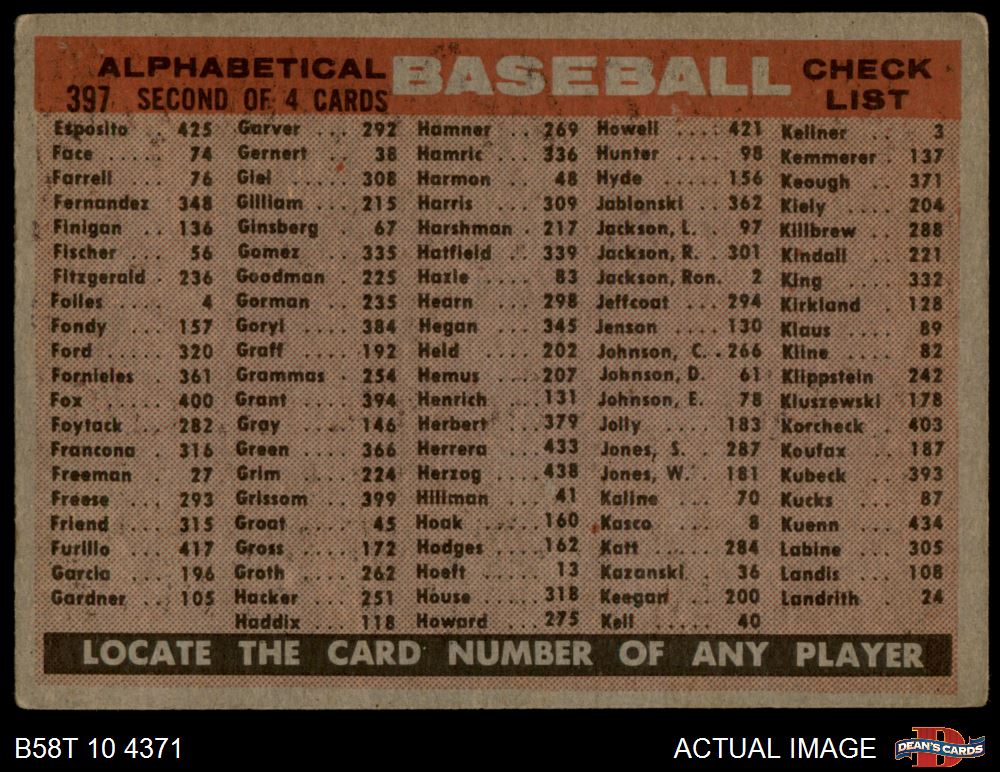 ALPHABETICAL BASEBALL CHECK
397 SECOND OF 4 CARDS LIST
Esposito . . 425
Face . . . . . 74
Farrell . . . 76
Fernandez 348
Finigan . . 136
Fischer . . . 56
Fitzgerald . 236
Foiles . . . . 4
Fondy . . . 157
Ford . . . . 320
Fornieles . 361
Fox . . . . . 400
Foytack . . 282
Francona . 316
Freeman . . 27
Freese . . . 293
Friend . . . 315
Furillo . . . 417
Garcia . . . 196
Gardner . . 105
Garver . . . 292
Gernert . . . 38
Giel . . . . . 308
Gilliam . . . 215
Ginsberg . . 67
Gomez . . . 335
Goodman . . 225
Gorman . . . 235
Goryl . . . . 384
Graff . . . . 192
Grammas . 254
Grant . . . . 394
Gray . . . . 146
Green . . . . 366
Grim . . . . 224
Grissom . . 399
Groat . . . . 45
Gross . . . . 172
Groth . . . . 262
Hacker . . . 251
Haddix . . . 118
Hamner . . . 269
Hamric . . . 336
Harmon . . . 48
Harris . . . . 309
Harshman . 217
Hatfield . . . 339
Hazle . . . . 83
Hearn . . . . 298
Hegan . . . . 345
Held . . . . 202
Hemus . . . 207
Henrich . . . 131
Herbert . . . 379
Herrera . . . 433
Herzog . . . 438
Hillman . . . 41
Hoak . . . . 160
Hodges . . . 162
Hoeft . . . . 13
House . . . . 318
Howard . . . 275
Howell . . . . 421
Hunter . . . . 98
Hyde . . . . . 156
Jablonski . . 362
Jackson, L. . 97
Jackson, R. . 301
Jackson, Ron. 2
Jeffcoat . . . 294
Jenson . . . . 130
Johnson, C. . 266
Johnson, D. 61
Johnson, E. 78
Jolly . . . . 183
Jones, S. . 287
Jones, W. . 181
Kaline . . . 70
Kasco . . . . 8
Katt . . . . . 284
Kazanski . . 36
Keegan . . . 200
Kell . . . . . 40
Kellner . . 3
Kemmerer . 137
Keough . . 371
Kiely . . . . 204
Killbrew . . 288
Kindall . . . 221
King . . . . 332
Kirkland . . 128
Klaus . . . . 89
Kline . . . . 82
Klippstein . 242
Kluszewski 178
Korcheck . . 403
Koufax . . . 187
Kubeck . . . 393
Kucks . . . . 87
Kuenn . . . 434
Labine . . . 305
Landis . . . 108
Landrith . . 24
LOCATE THE CARD NUMBER OF ANY PLAYER
B58T 10 4371 ACTUAL IMAGE D DEAN'S CARDS